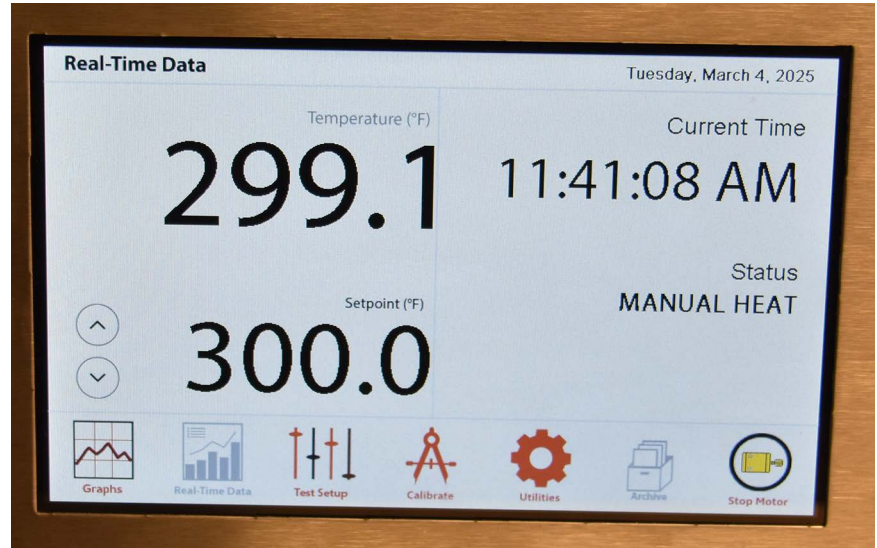 Real-Time Data
Tuesday, March 4, 2025
Temperature (°F)
299.1
Current Time
11:41:08 AM
Status
MANUAL HEAT
Setpoint (°F)
300.0
Graphs
Real-Time Data
Test Setup
Calibrate
Utilities
Archive
Stop Motor